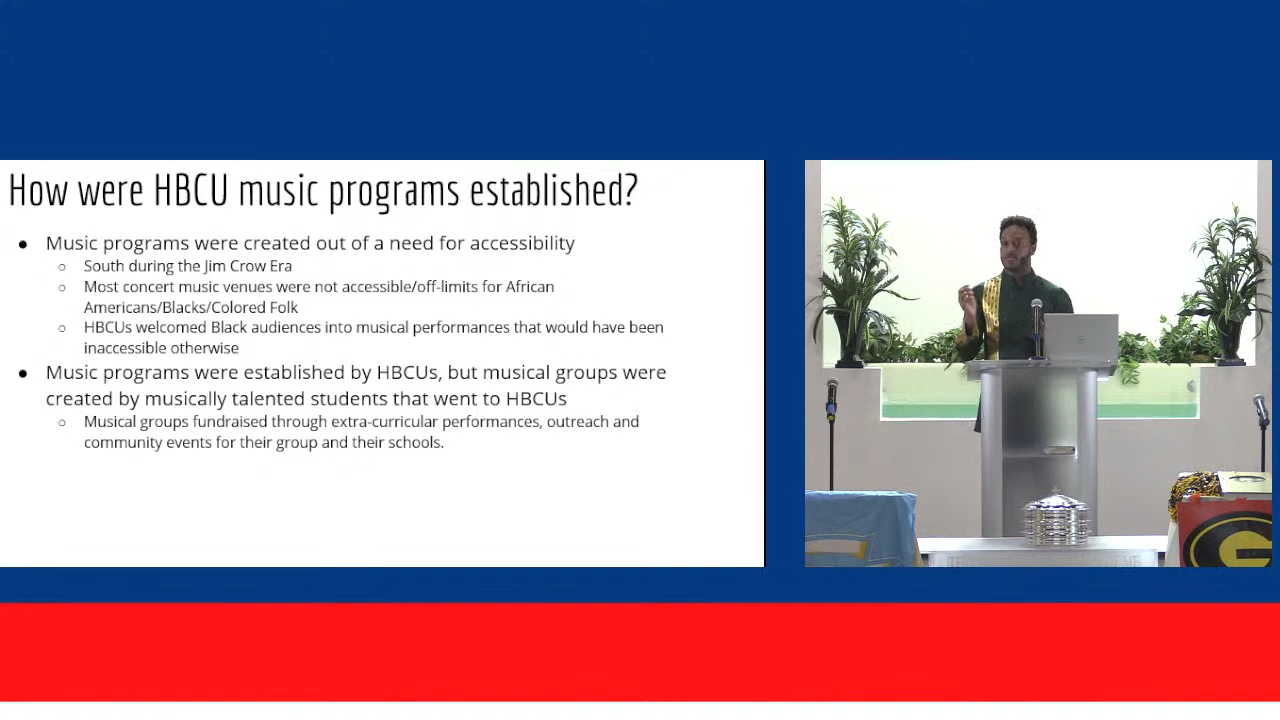 How were HBCU music programs established?
● Music programs were created out of a need for accessibility
○ South during the Jim Crow Era
○ Most concert music venues were not accessible/off-limits for African
Americans/Blacks/Colored Folk
○ HBCUs welcomed Black audiences into musical performances that would have been
inaccessible otherwise
● Music programs were established by HBCUs, but musical groups were
created by musically talented students that went to HBCUs
○ Musical groups fundraised through extra-curricular performances, outreach and
community events for their group and their schools.
G